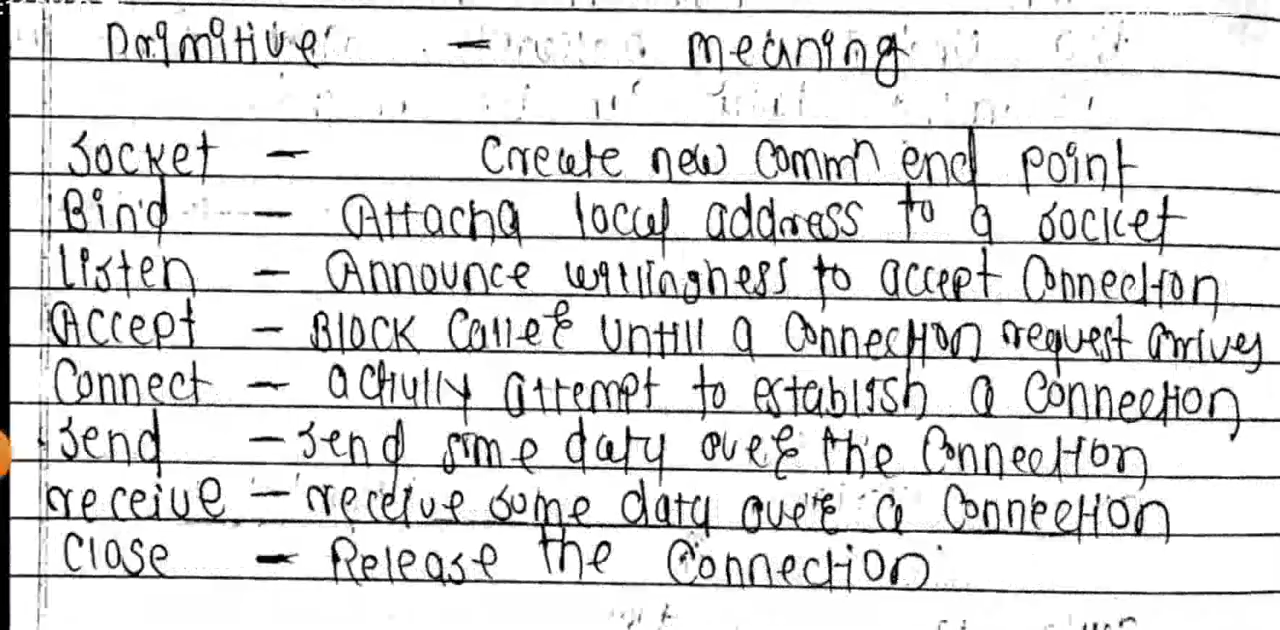 Primitive - meaning
Socket - Create new commn end point
Bind - Attach a local address to a socket
Listen - Announce willingness to accept Connection
Accept - Block Caller Untill a Connection request arrives
Connect - actully attempt to establish a Connection
Send - Send some data over the Connection
receive - receive some data over a Connection
Close - Release the Connection